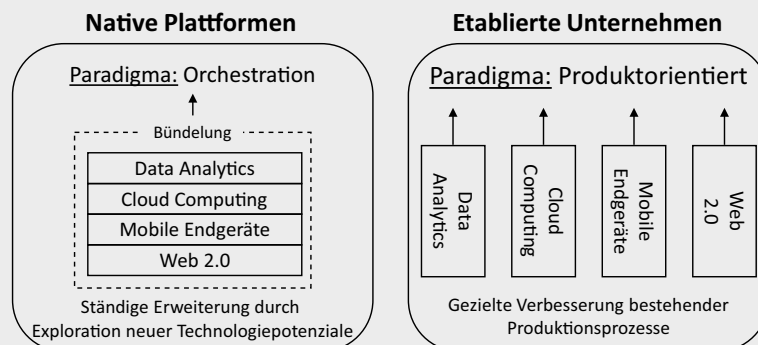 Native Plattformen
Paradigma: Orchestration
Bündelung
Data Analytics
Cloud Computing
Mobile Endgeräte
Web 2.0
Ständige Erweiterung durch
Exploration neuer Technologiepotenziale
Etablierte Unternehmen
Paradigma: Produktorientiert
Data
Analytics
Cloud
Computing
Mobile
Endgeräte
Web
2.0
Gezielte Verbesserung bestehender
Produktionsprozesse